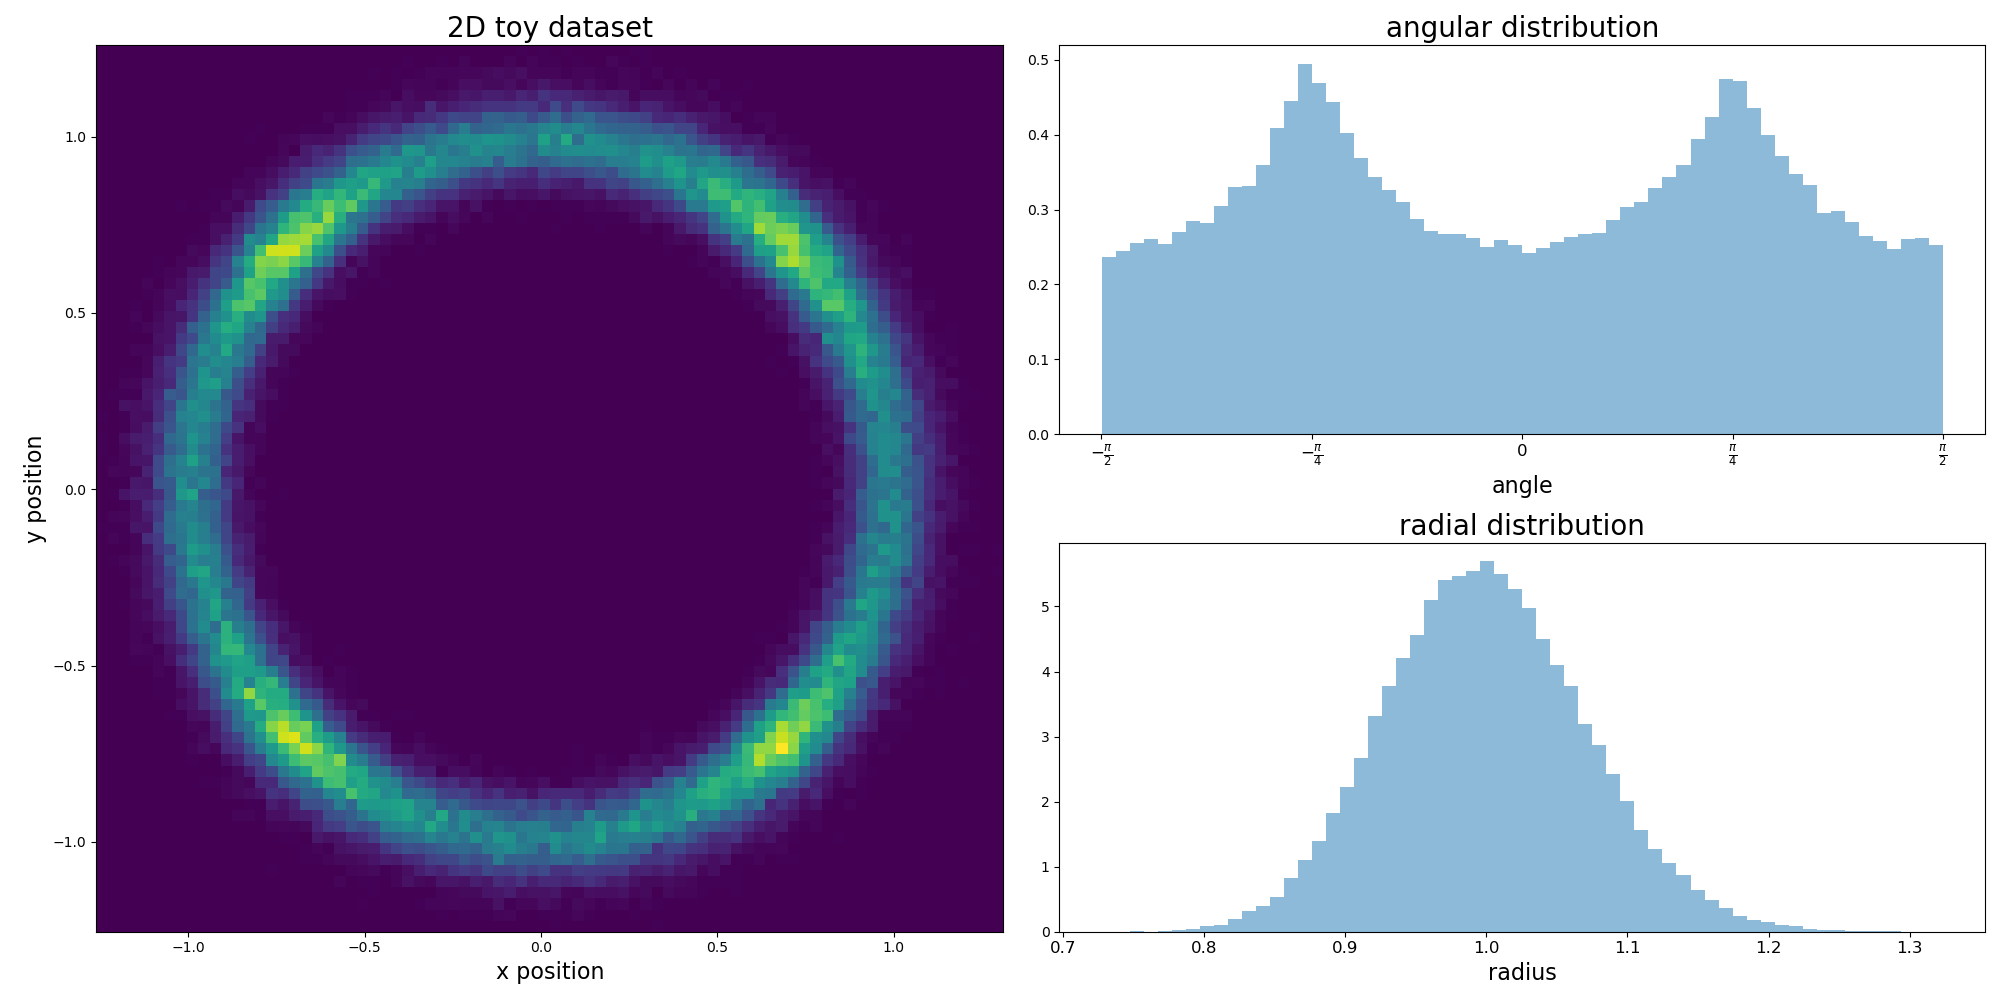 2D toy dataset
y position
1.0
0.5
0.0
−0.5
−1.0
−1.0 −0.5 0.0 0.5 1.0
x position
angular distribution
0.5
0.4
0.3
0.2
0.1
0.0
−π/2 −π/4 0 π/4 π/2
angle
radial distribution
5
4
3
2
1
0
0.7 0.8 0.9 1.0 1.1 1.2 1.3
radius